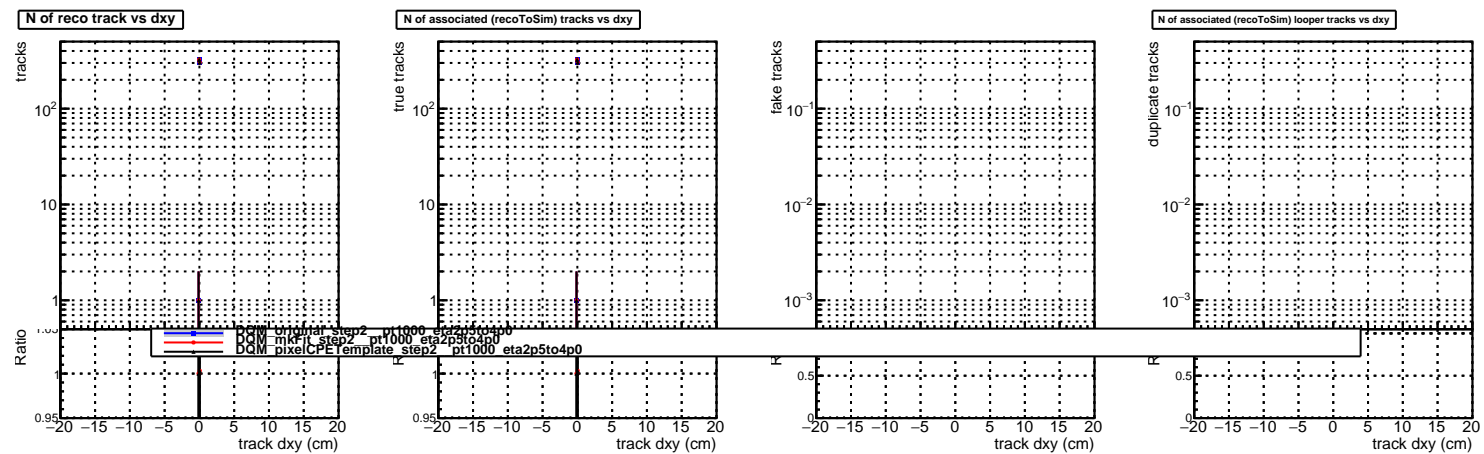 N of reco track vs dxy
tracks
10²
10
1
Ratio
1
0.95
−20 −15 −10 −5 0 5 10 15 20
track dxy (cm)
N of associated (recoToSim) tracks vs dxy
true tracks
10²
10
1
1
0.95
−20 −15 −10 −5 0 5 10 15 20
track dxy (cm)
fake tracks
10⁻¹
10⁻²
10⁻³
0.5
0
−20 −15 −10 −5 0 5 10 15 20
track dxy (cm)
N of associated (recoToSim) looper tracks vs dxy
duplicate tracks
10⁻¹
10⁻²
10⁻³
0.5
0
−20 −15 −10 −5 0 5 10 15 20
track dxy (cm)
DQM_original_step2__pt1000_eta2p5to4p0
DQM_mkFit_step2__pt1000_eta2p5to4p0
DQM_pixelCPETemplate_step2__pt1000_eta2p5to4p0